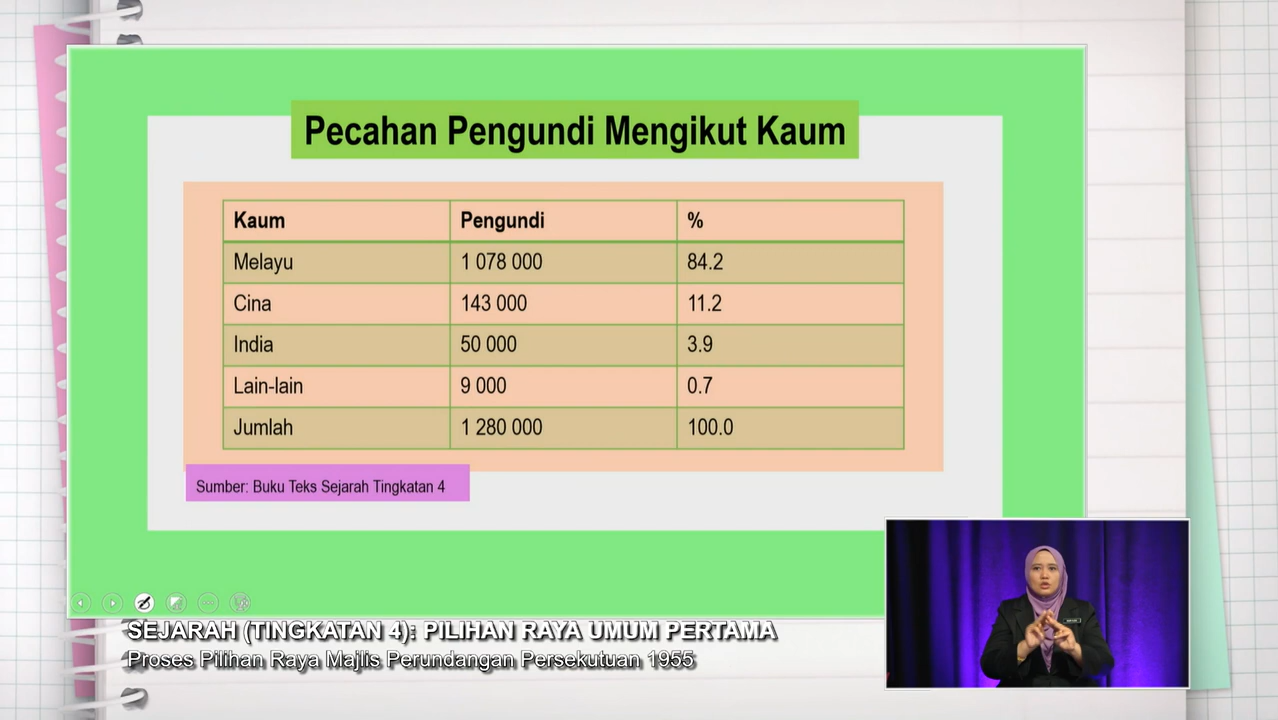 Pecahan Pengundi Mengikut Kaum
Kaum Pengundi %
Melayu 1 078 000 84.2
Cina 143 000 11.2
India 50 000 3.9
Lain-lain 9 000 0.7
Jumlah 1 280 000 100.0
Sumber: Buku Teks Sejarah Tingkatan 4
SEJARAH (TINGKATAN 4): PILIHAN RAYA UMUM PERTAMA
Proses Pilihan Raya Majlis Perundangan Persekutuan 1955